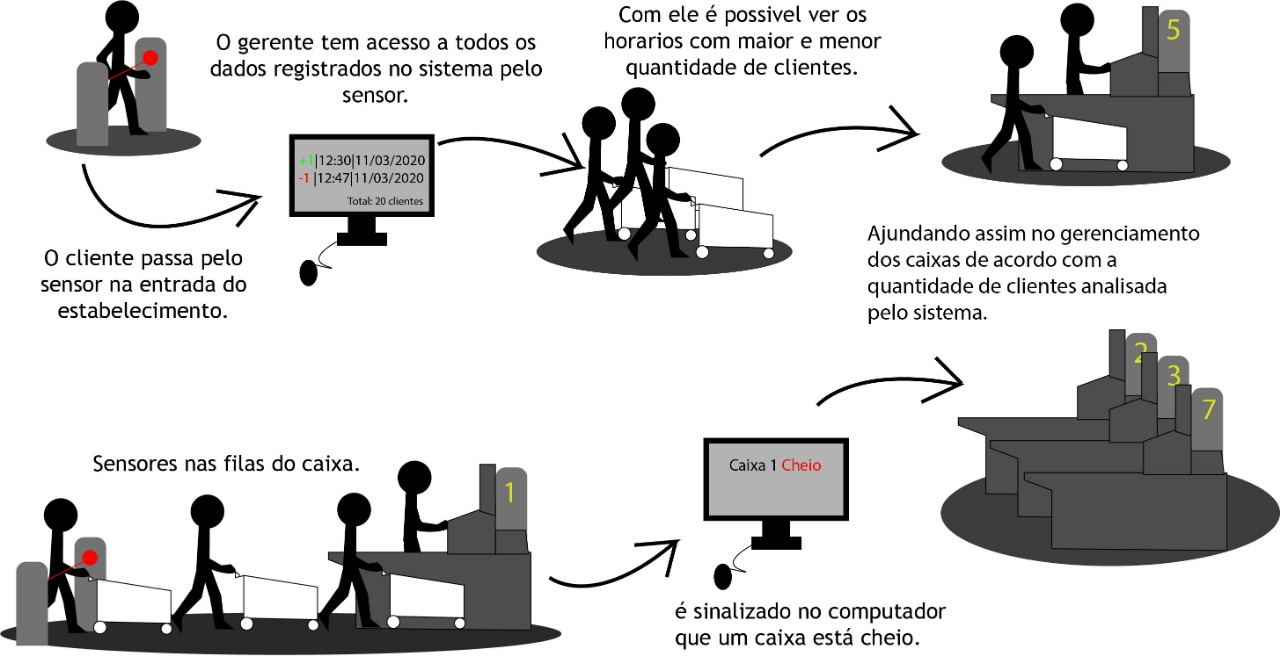 O cliente passa pelo
sensor na entrada do
estabelecimento.
O gerente tem acesso a todos os
dados registrados no sistema pelo
sensor.
+1|12:30|11/03/2020
-1 |12:47|11/03/2020
Total: 20 clientes
Com ele é possivel ver os
horarios com maior e menor
quantidade de clientes.
5
Ajundando assim no gerenciamento
dos caixas de acordo com a
quantidade de clientes analisada
pelo sistema.
Sensores nas filas do caixa.
1
Caixa 1 Cheio
é sinalizado no computador
que um caixa está cheio.
2
3
7